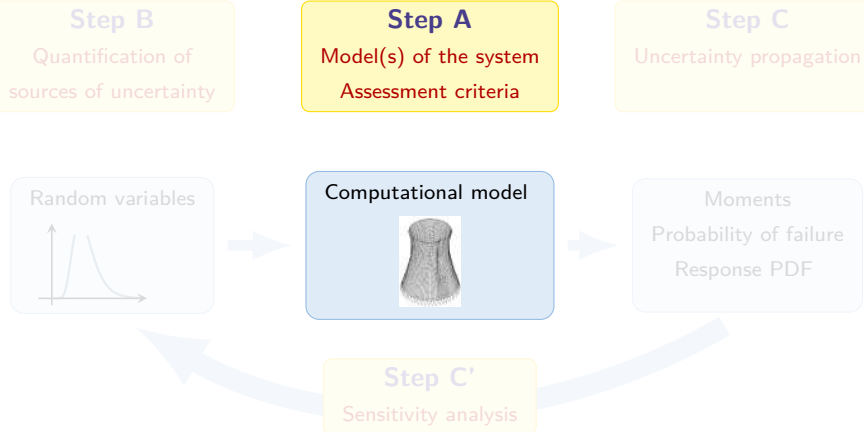 Step B
Quantification of
sources of uncertainty
Step A
Model(s) of the system
Assessment criteria
Step C
Uncertainty propagation
Random variables
Computational model
Moments
Probability of failure
Response PDF
Step C'
Sensitivity analysis